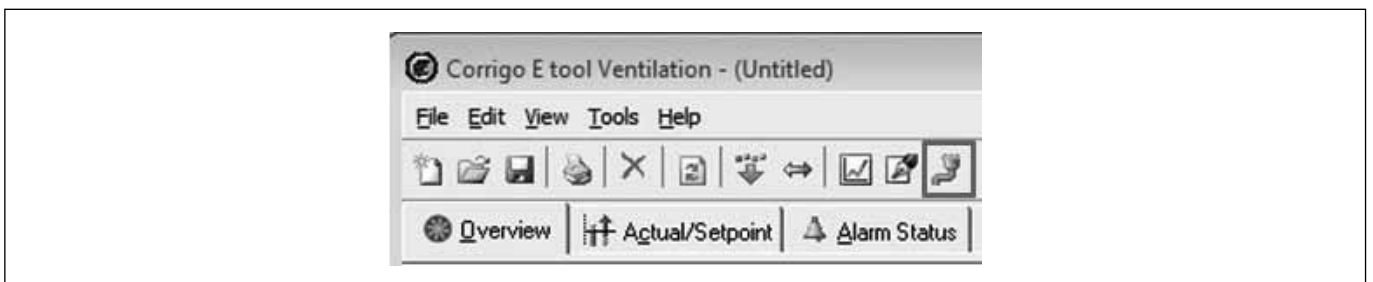 Corrigo E tool Ventilation - (Untitled)
File Edit View Tools Help
Overview Actual/Setpoint Alarm Status